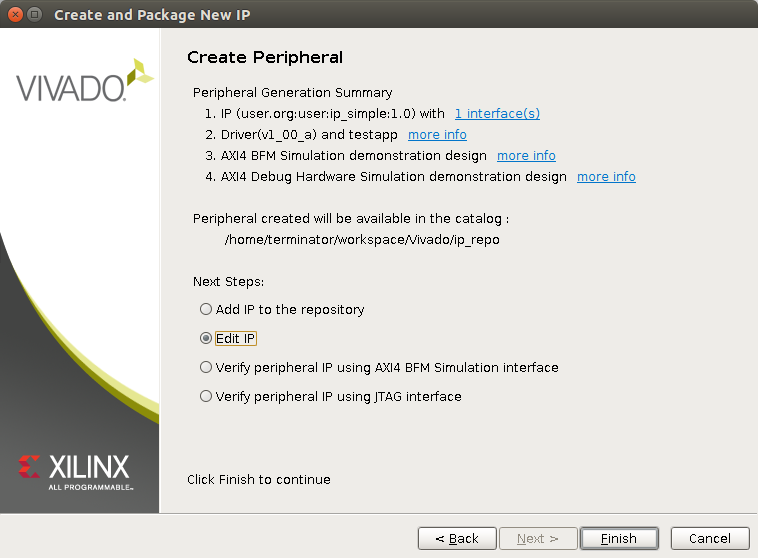 Create and Package New IP
VIVADO.
Create Peripheral
Peripheral Generation Summary
1. IP (user.org:user:ip_simple:1.0) with 1 interface(s)
2. Driver(v1_00_a) and testapp more info
3. AXI4 BFM Simulation demonstration design more info
4. AXI4 Debug Hardware Simulation demonstration design more info
Peripheral created will be available in the catalog :
/home/terminator/workspace/Vivado/ip_repo
Next Steps:
Add IP to the repository
Edit IP
Verify peripheral IP using AXI4 BFM Simulation interface
Verify peripheral IP using JTAG interface
XILINX
ALL PROGRAMMABLE™
Click Finish to continue
< Back Next > Finish Cancel